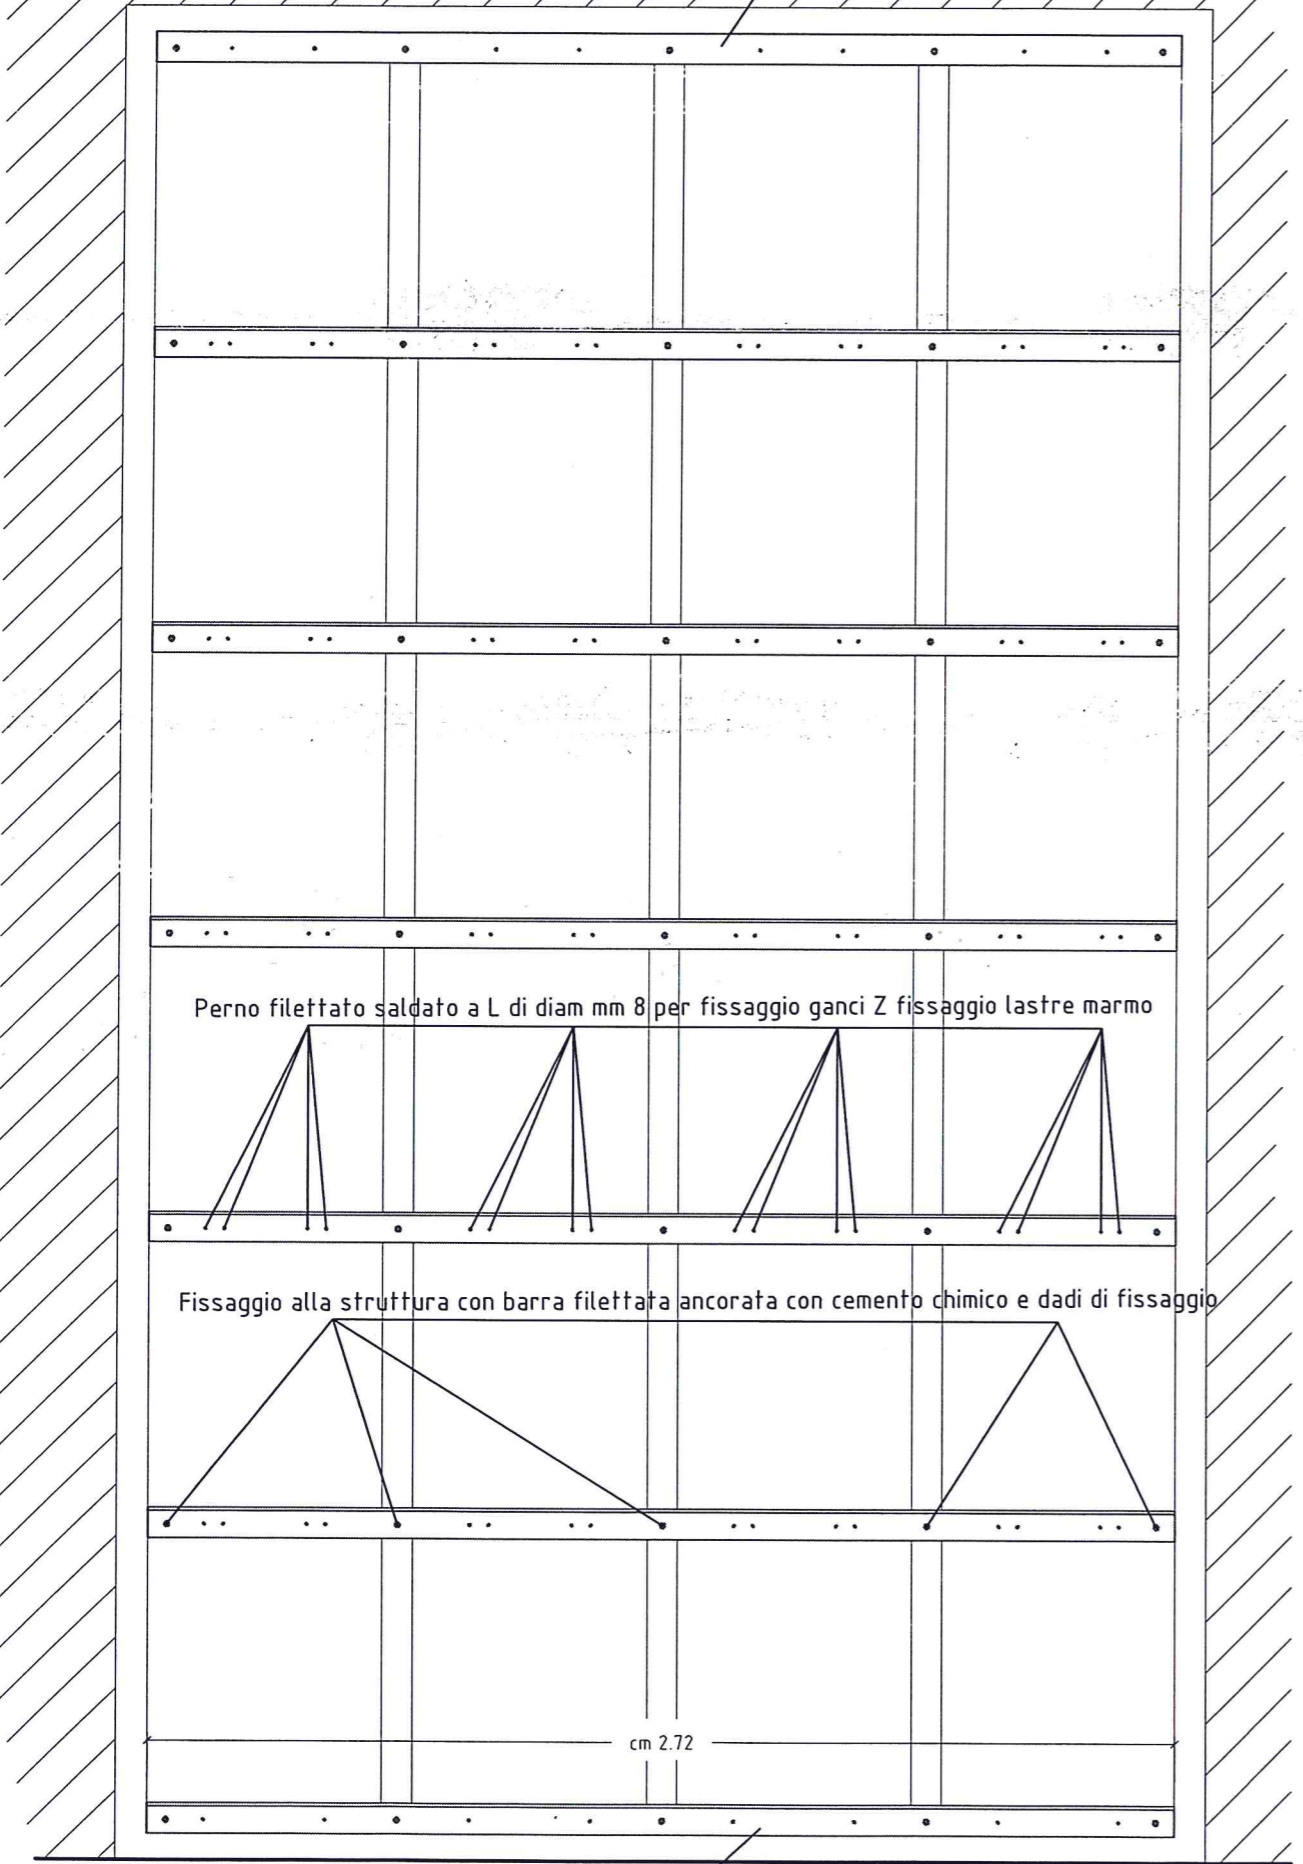 Perno filettato saldato a L di diam mm 8 per fissaggio ganci Z fissaggio lastre marmo
Fissaggio alla struttura con barra filettata ancorata con cemento chimico e dadi di fissaggio
cm 2.72